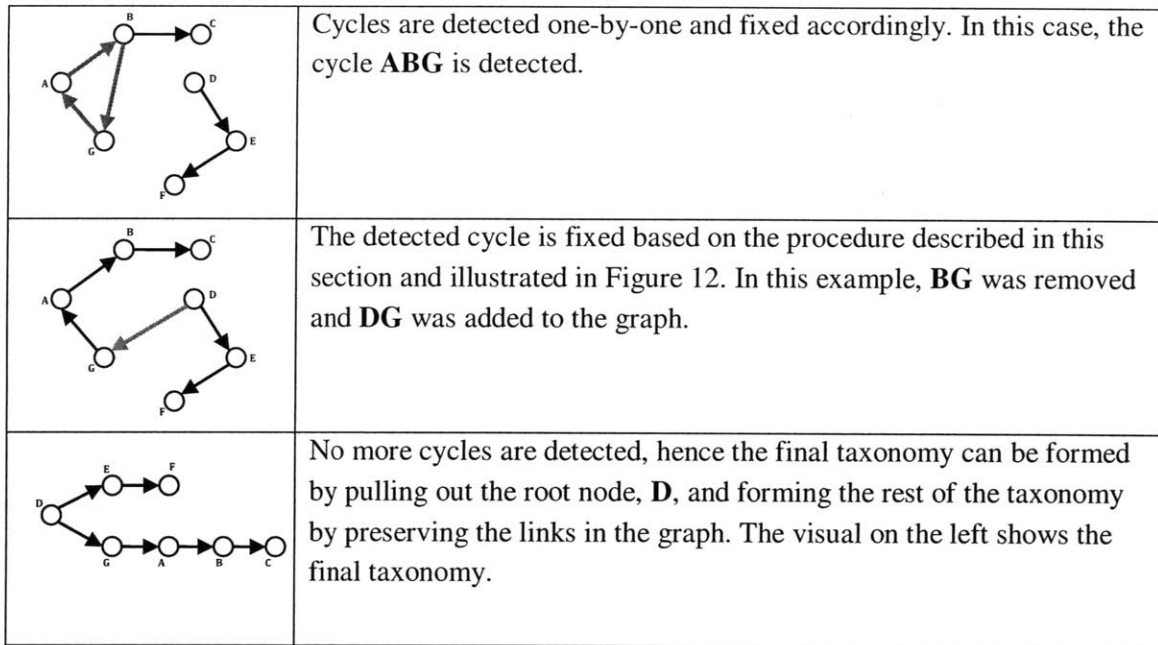 B
C
A
D
G
E
F
Cycles are detected one-by-one and fixed accordingly. In this case, the
cycle ABG is detected.
B
C
A
D
G
E
F
The detected cycle is fixed based on the procedure described in this
section and illustrated in Figure 12. In this example, BG was removed
and DG was added to the graph.
E F
D
G A B C
No more cycles are detected, hence the final taxonomy can be formed
by pulling out the root node, D, and forming the rest of the taxonomy
by preserving the links in the graph. The visual on the left shows the
final taxonomy.